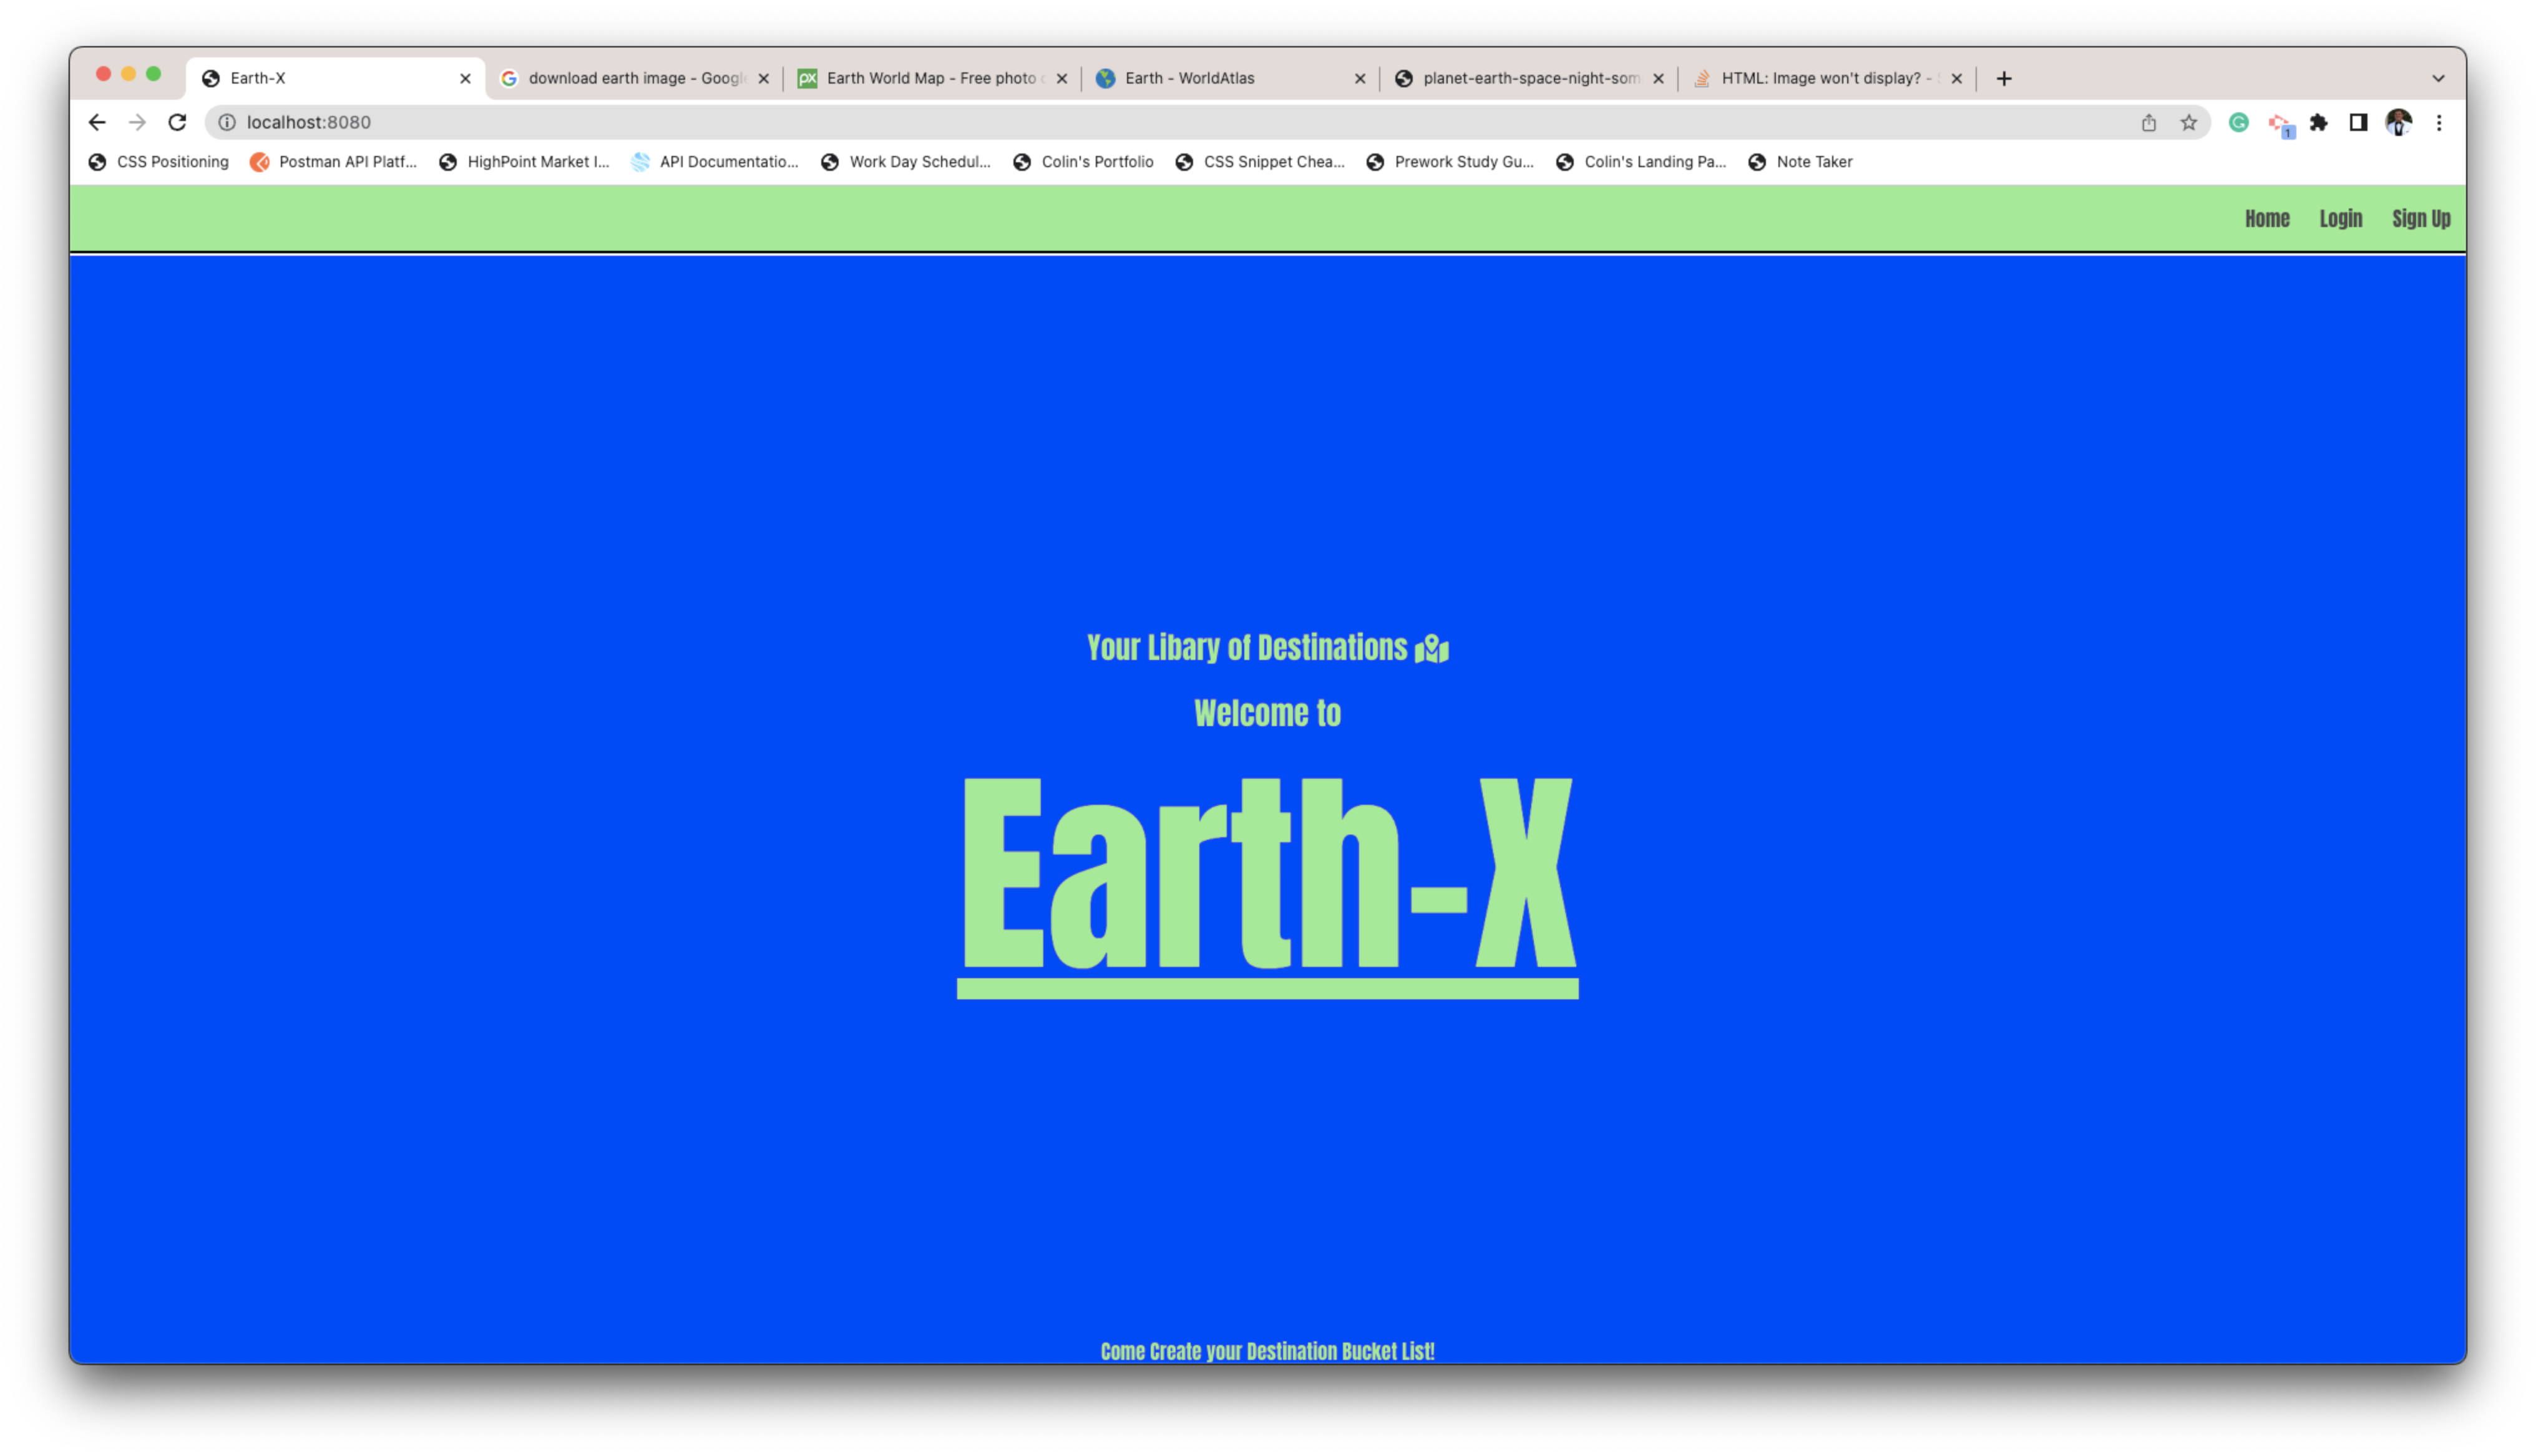 Earth-X
download earth image - Googl
Earth World Map - Free photo
Earth - WorldAtlas
planet-earth-space-night-som
HTML: Image won't display? -
localhost:8080
1
CSS Positioning
Postman API Platf...
HighPoint Market I...
API Documentatio...
Work Day Schedul...
Colin's Portfolio
CSS Snippet Chea...
Prework Study Gu...
Colin's Landing Pa...
Note Taker
Home
Login
Sign Up
Your Libary of Destinations
Welcome to
Earth-X
Come Create your Destination Bucket List!